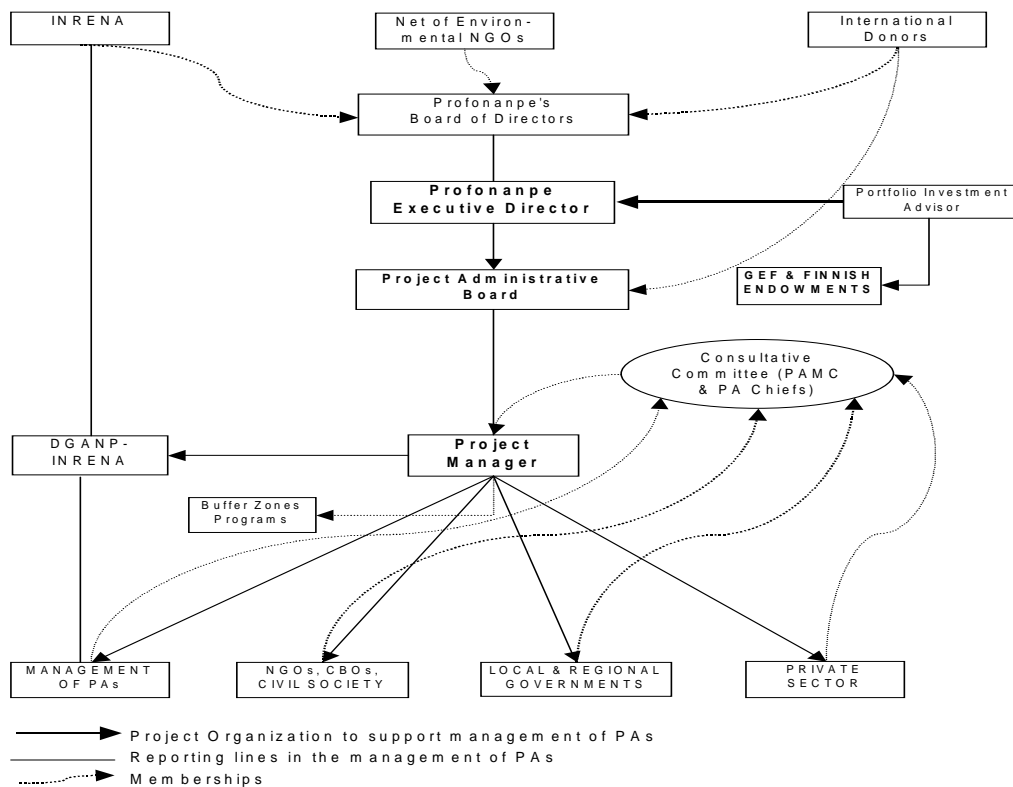 INRENA
Net of Environ-
mental NGOs
International
Donors
Profonanpe's
Board of Directors
Profonanpe
Executive Director
Portfolio Investment
Advisor
Project Administrative
Board
GEF & FINNISH
ENDOWMENTS
Consultative
Committee (PAMC
& PA Chiefs)
DGANP-
INRENA
Project
Manager
Buffer Zones
Programs
MANAGEMENT
OF PAs
NGOs, CBOs,
CIVIL SOCIETY
LOCAL & REGIONAL
GOVERNMENTS
PRIVATE
SECTOR
Project Organization to support management of PAs
Reporting lines in the management of PAs
Memberships